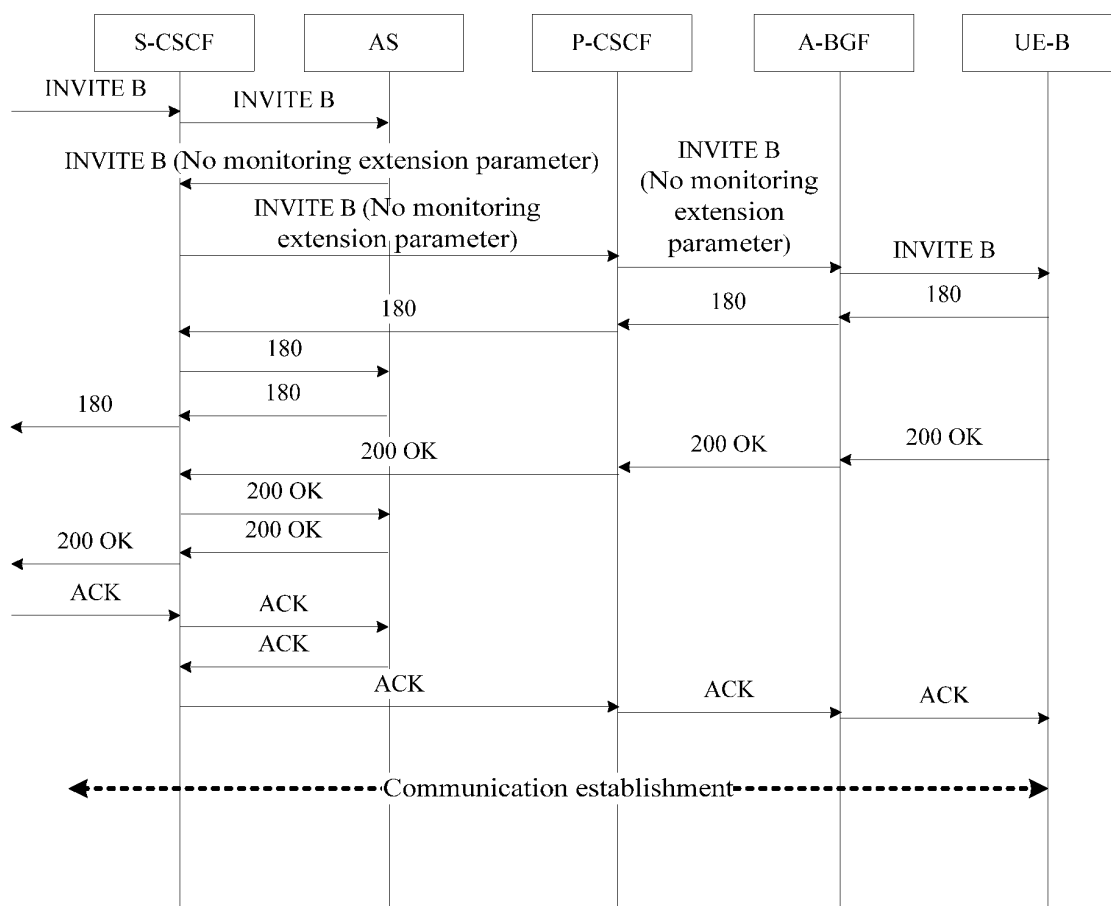 S-CSCF
AS
P-CSCF
A-BGF
UE-B
INVITE B
INVITE B
INVITE B (No monitoring extension parameter)
INVITE B (No monitoring
extension parameter)
INVITE B
(No monitoring
extension
parameter)
INVITE B
180
180
180
180
180
180
200 OK
200 OK
200 OK
200 OK
200 OK
200 OK
ACK
ACK
ACK
ACK
ACK
ACK
Communication establishment